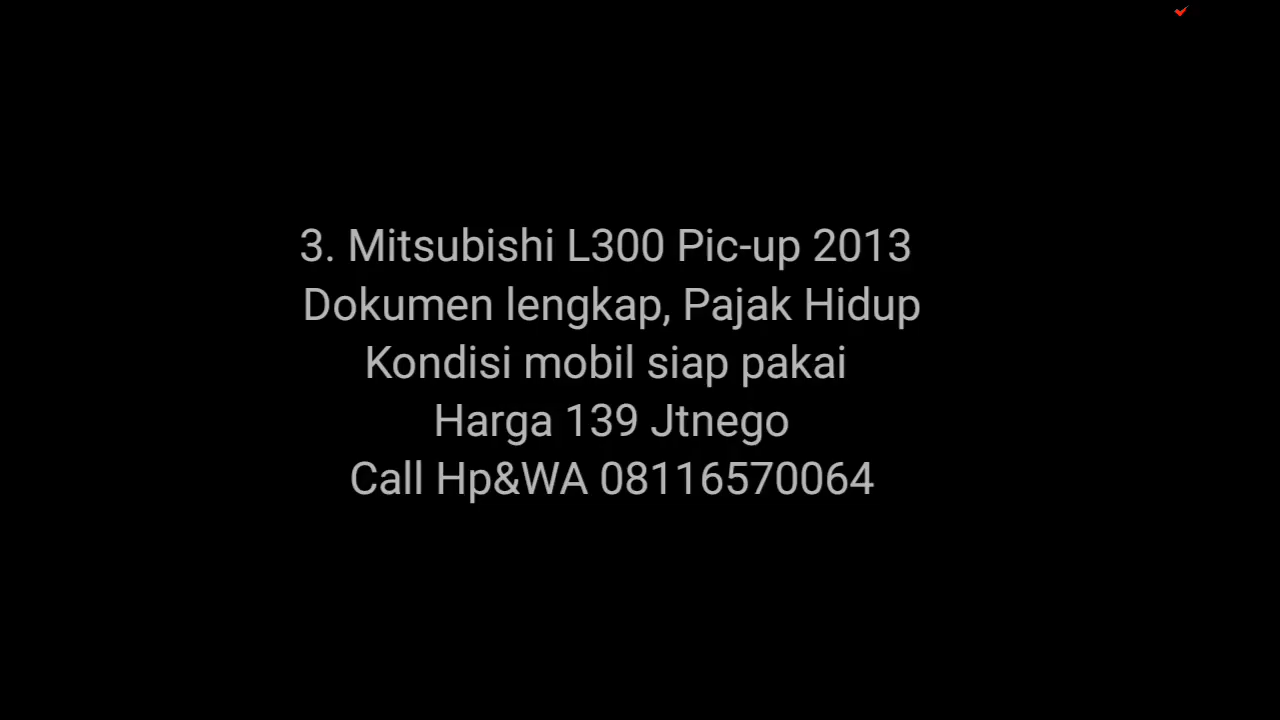 3. Mitsubishi L300 Pic-up 2013
Dokumen lengkap, Pajak Hidup
Kondisi mobil siap pakai
Harga 139 Jtnego
Call Hp&WA 08116570064